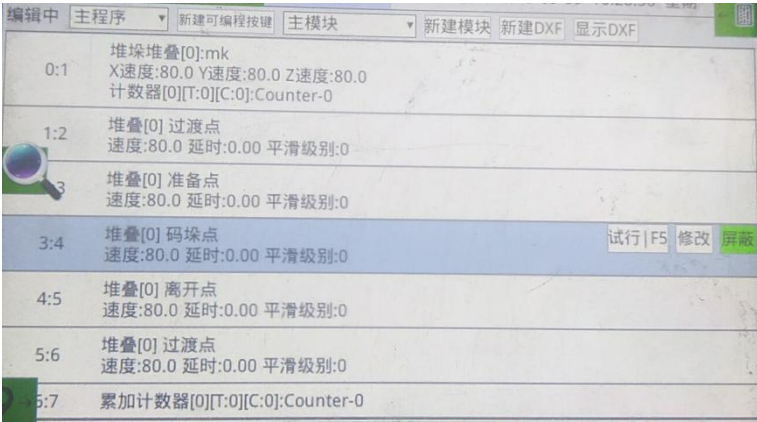 编辑中 主程序 新建可编程按键 主模块 新建模块 新建DXF 显示DXF
0:1
堆垛堆叠[0]:mk
X速度:80.0 Y速度:80.0 Z速度:80.0
计数器[0][T:0][C:0]:Counter-0
1:2
堆叠[0] 过渡点
速度:80.0 延时:0.00 平滑级别:0
3
堆叠[0] 准备点
速度:80.0 延时:0.00 平滑级别:0
3:4
堆叠[0] 码垛点
速度:80.0 延时:0.00 平滑级别:0
试行|F5 修改 屏蔽
4:5
堆叠[0] 离开点
速度:80.0 延时:0.00 平滑级别:0
5:6
堆叠[0] 过渡点
速度:80.0 延时:0.00 平滑级别:0
6:7
累加计数器[0][T:0][C:0]:Counter-0